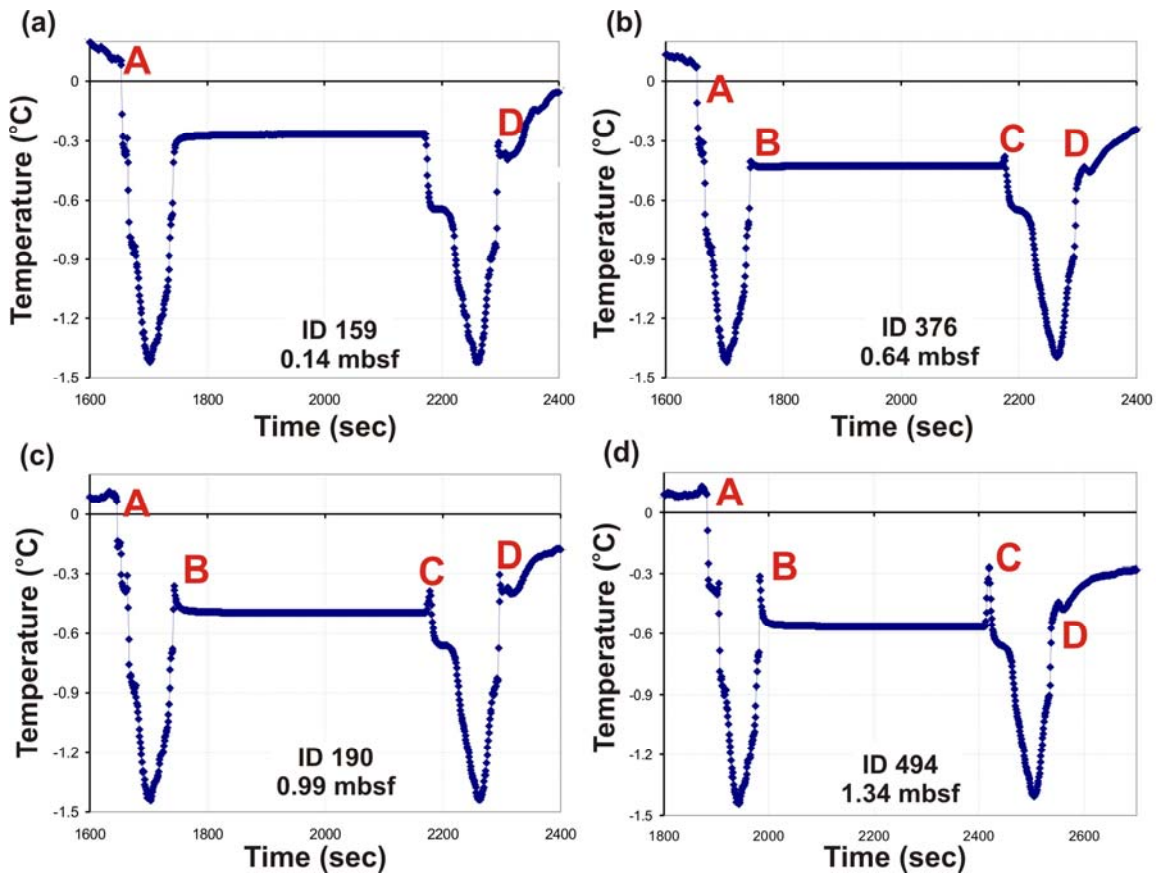 (a)
A
D
0
-0.3
-0.6
-0.9
-1.2
-1.5
Temperature (°C)
ID 159
0.14 mbsf
1600 1800 2000 2200 2400
Time (sec)
(b)
A
B
C
D
0
-0.3
-0.6
-0.9
-1.2
-1.5
Temperature (°C)
ID 376
0.64 mbsf
1600 1800 2000 2200 2400
Time (sec)
(c)
A
B
C
D
0
-0.3
-0.6
-0.9
-1.2
-1.5
Temperature (°C)
ID 190
0.99 mbsf
1600 1800 2000 2200 2400
Time (sec)
(d)
A
B
C
D
0
-0.3
-0.6
-0.9
-1.2
-1.5
Temperature (°C)
ID 494
1.34 mbsf
1800 2000 2200 2400 2600
Time (sec)